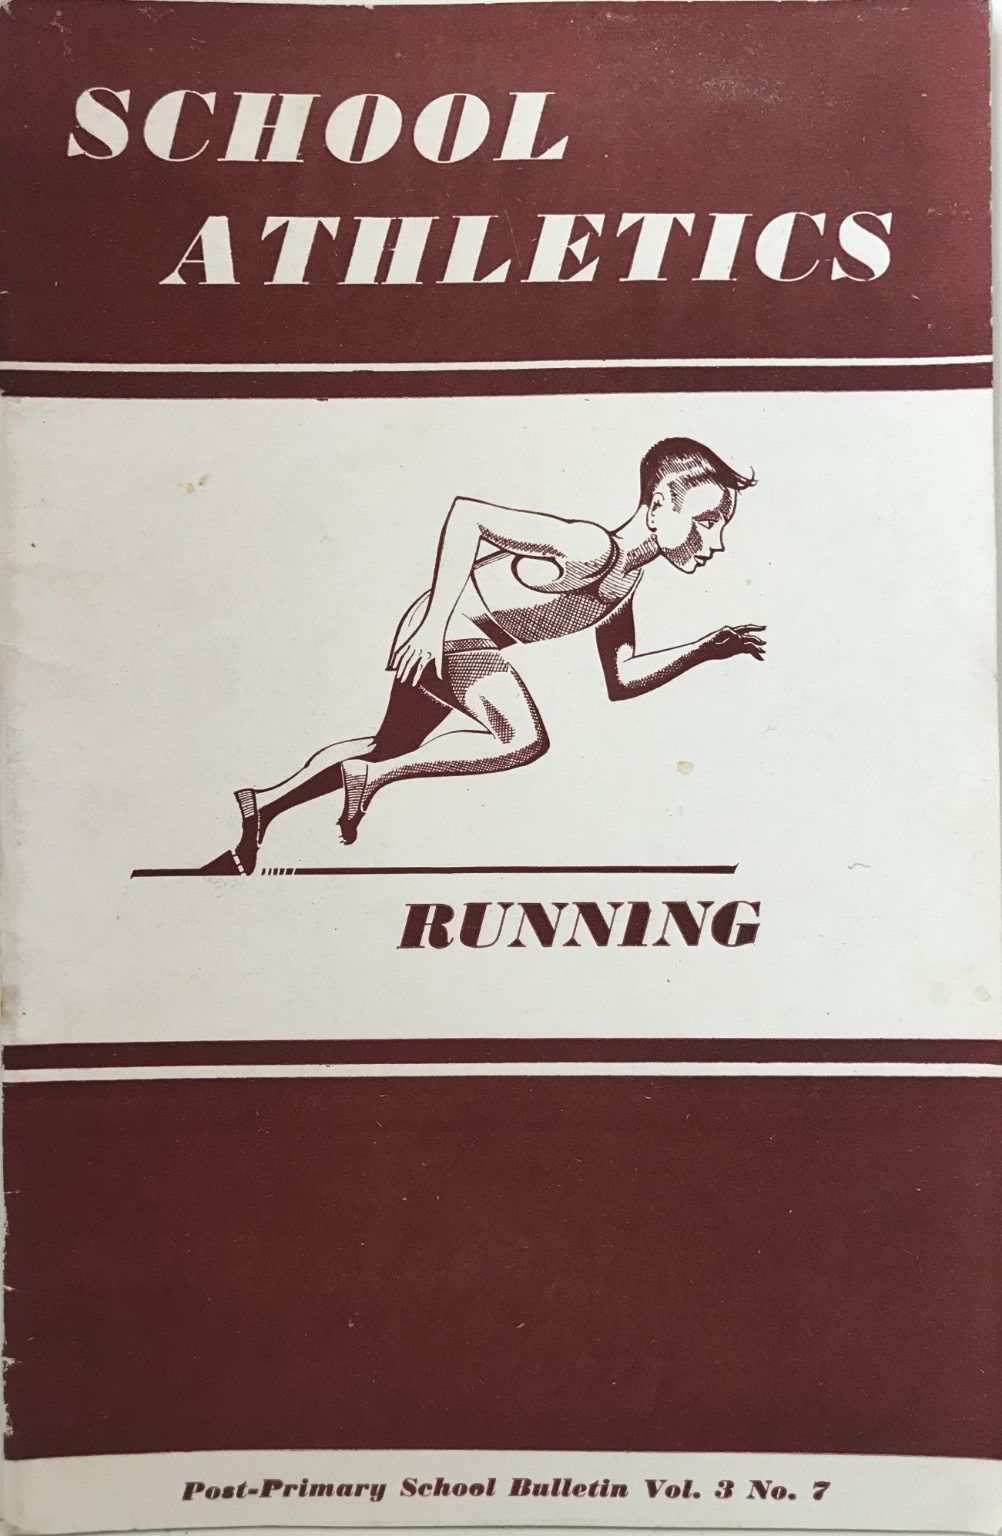 SCHOOL
ATHLETICS
RUNNING
Post-Primary School Bulletin Vol. 3 No. 7